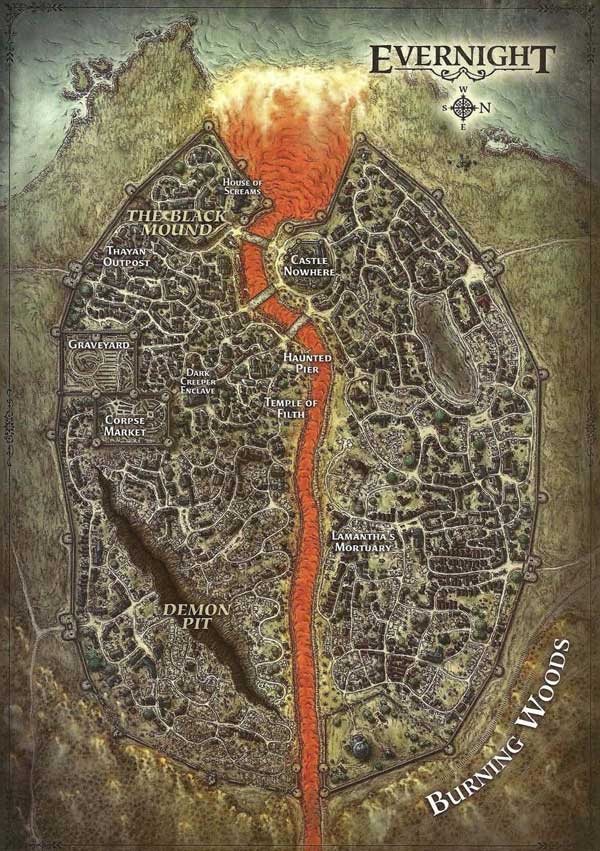 EVERNIGHT
W
S N
E
HOUSE OF
SCREAMS
THE BLACK
MOUND
THAYAN
OUTPOST
CASTLE
NOWHERE
GRAVEYARD
HAUNTED
PIER
DARK
CREEPER
ENCLAVE
TEMPLE OF
FILTH
CORPSE
MARKET
LAMANTHA'S
MORTUARY
DEMON
PIT
BURNING WOODS